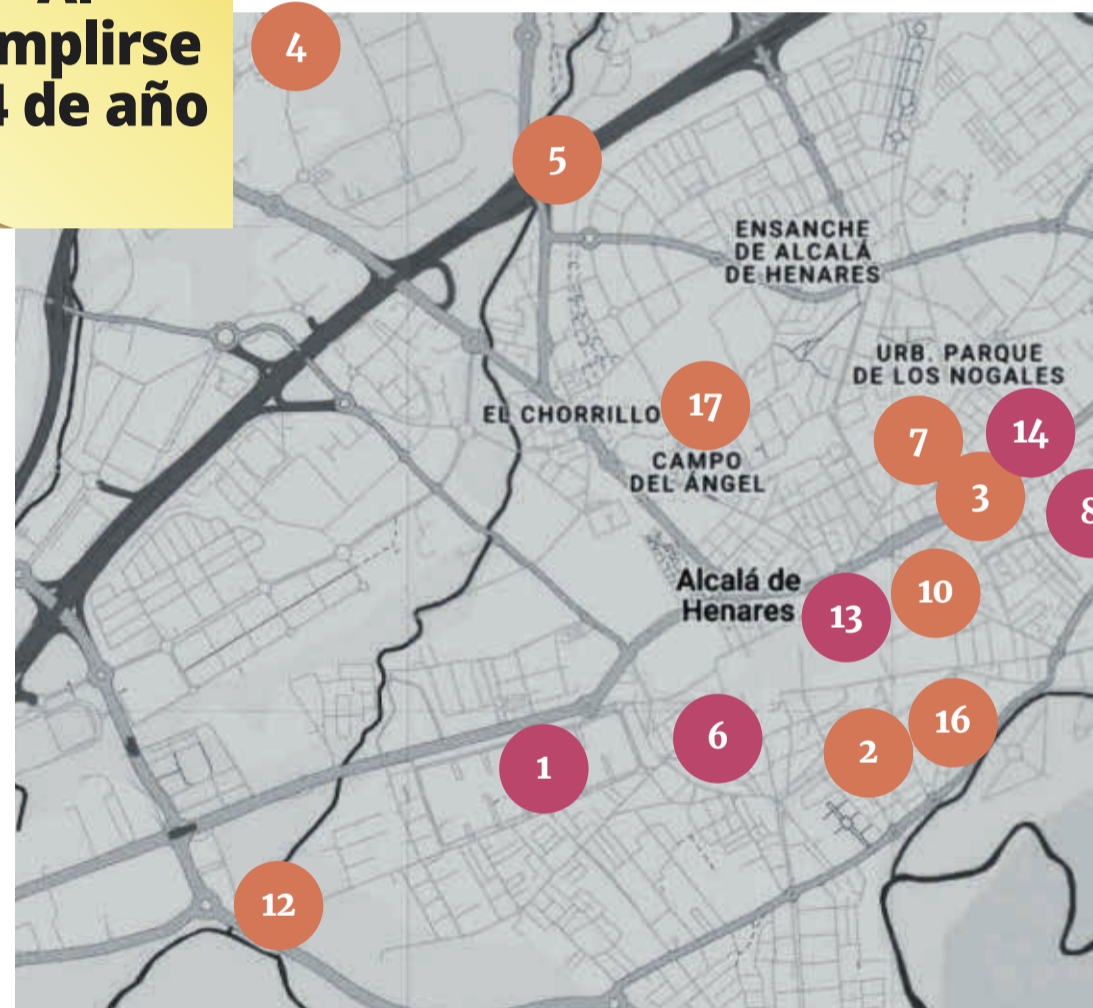 mplirse
de año
4
5
ENSANCHE
DE ALCALÁ
DE HENARES
URB. PARQUE
DE LOS NOGALES
EL CHORRILLO
17
14
7
CAMPO
DEL ÁNGEL
3
8
Alcalá de
Henares
10
13
16
6
2
1
12